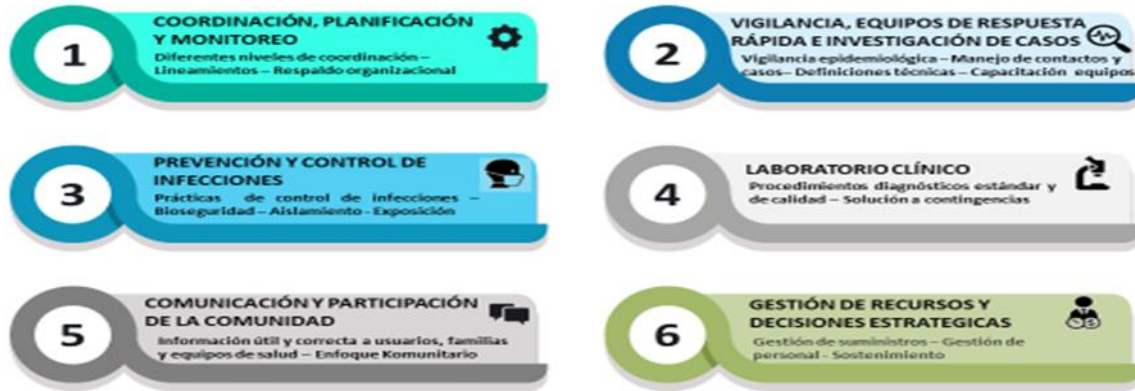 1
COORDINACIÓN, PLANIFICACIÓN
Y MONITOREO
Diferentes niveles de coordinación –
Lineamientos – Respaldo organizacional
2
VIGILANCIA, EQUIPOS DE RESPUESTA
RÁPIDA E INVESTIGACIÓN DE CASOS
Vigilancia epidemiológica – Manejo de contactos y
casos– Definiciones técnicas – Capacitación equipos
3
PREVENCIÓN Y CONTROL DE
INFECCIONES
Prácticas de control de infecciones –
Bioseguridad – Aislamiento - Exposición
4
LABORATORIO CLÍNICO
Procedimientos diagnósticos estándar y
de calidad – Solución a contingencias
5
COMUNICACIÓN Y PARTICIPACIÓN
DE LA COMUNIDAD
Información útil y correcta a usuarios, familias
y equipos de salud – Enfoque Komunitario
6
GESTIÓN DE RECURSOS Y
DECISIONES ESTRATEGICAS
Gestión de suministros – Gestión de
personal - Sostenimiento